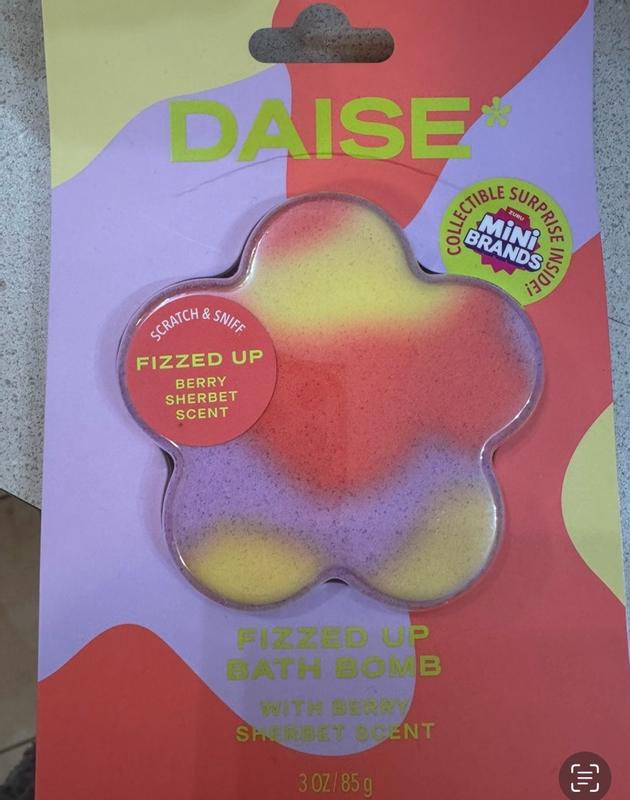 DAISE*
COLLECTIBLE SURPRISE INSIDE!
ZURU
MiNi
BRANDS
SCRATCH & SNIFF
FIZZED UP
BERRY
SHERBET
SCENT
FIZZED UP
BATH BOMB
WITH BERRY
SHERBET SCENT
3 OZ/85 g